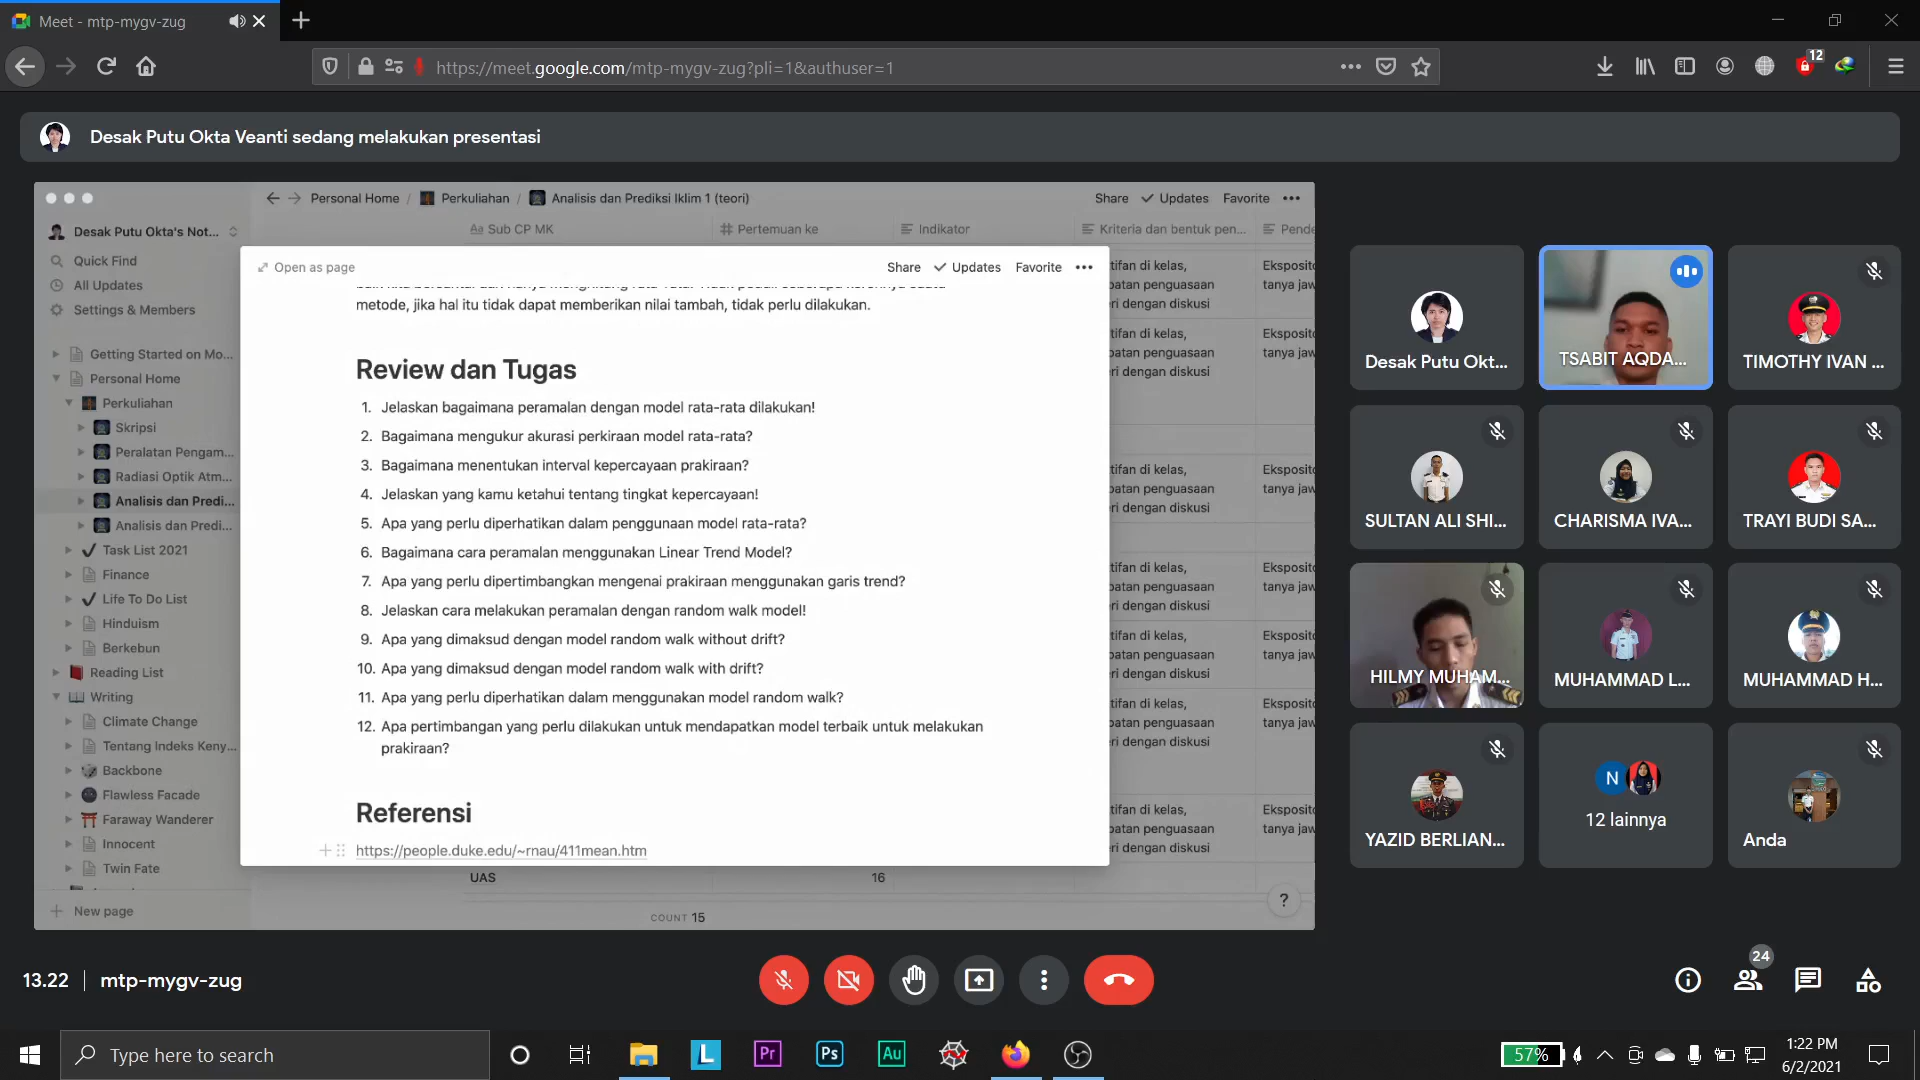 Meet - mtp-mygv-zug
https://meet.google.com/mtp-mygv-zug?pli=1&authuser=1
12
Desak Putu Okta Veanti sedang melakukan presentasi
Personal Home / Perkuliahan / Analisis dan Prediksi Iklim 1 (teori)
Share Updates Favorite
Desak Putu Okta's Not...
Quick Find
All Updates
Settings & Members
Getting Started on Mo...
Personal Home
Perkuliahan
Skripsi
Peralatan Pengam...
Radiasi Optik Atm...
Analisis dan Predi...
Analisis dan Predi...
Task List 2021
Finance
Life To Do List
Hinduism
Berkebun
Reading List
Writing
Climate Change
Tentang Indeks Keny...
Backbone
Flawless Facade
Faraway Wanderer
Innocent
Twin Fate
New page
Aa Sub CP MK
# Pertemuan ke
Indikator
Kriteria dan bentuk pen...
Open as page
Share Updates Favorite
metode, jika hal itu tidak dapat memberikan nilai tambah, tidak perlu dilakukan.
Review dan Tugas
1. Jelaskan bagaimana peramalan dengan model rata-rata dilakukan!
2. Bagaimana mengukur akurasi perkiraan model rata-rata?
3. Bagaimana menentukan interval kepercayaan prakiraan?
4. Jelaskan yang kamu ketahui tentang tingkat kepercayaan!
5. Apa yang perlu diperhatikan dalam penggunaan model rata-rata?
6. Bagaimana cara peramalan menggunakan Linear Trend Model?
7. Apa yang perlu dipertimbangkan mengenai prakiraan menggunakan garis trend?
8. Jelaskan cara melakukan peramalan dengan random walk model!
9. Apa yang dimaksud dengan model random walk without drift?
10. Apa yang dimaksud dengan model random walk with drift?
11. Apa yang perlu diperhatikan dalam menggunakan model random walk?
12. Apa pertimbangan yang perlu dilakukan untuk mendapatkan model terbaik untuk melakukan
prakiraan?
Referensi
https://people.duke.edu/~rnau/411mean.htm
UAS 16
COUNT 15
?
Desak Putu Okt...
TSABIT AQDA...
TIMOTHY IVAN ...
SULTAN ALI SHI...
CHARISMA IVA...
TRAYI BUDI SA...
HILMY MUHAM...
MUHAMMAD L...
MUHAMMAD H...
YAZID BERLIAN...
N
12 lainnya
Anda
13.22 mtp-mygv-zug
24
Type here to search
L
Pr
Ps
Au
57%
1:22 PM
6/2/2021